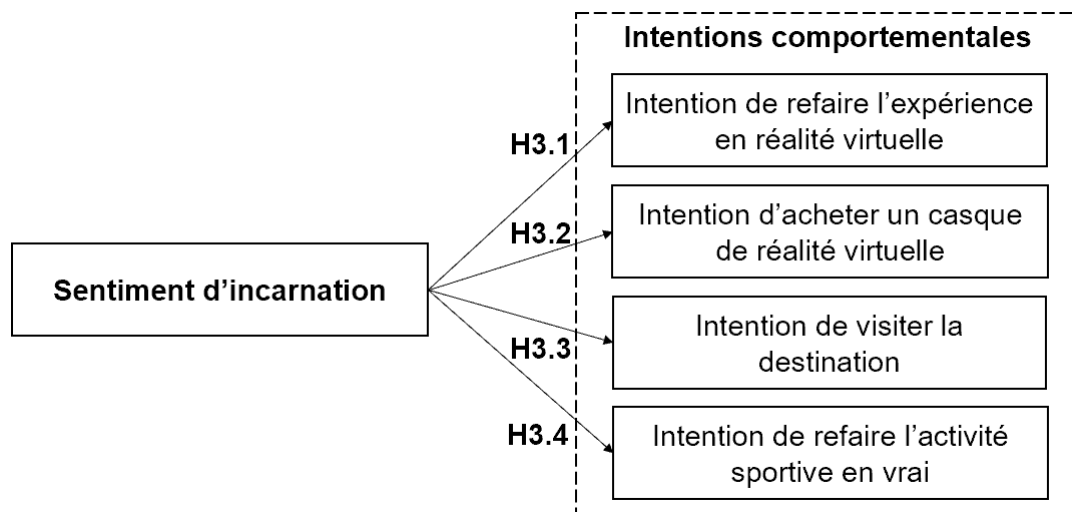 Intentions comportementales
Intention de refaire l’expérience
en réalité virtuelle
H3.1
Intention d’acheter un casque
de réalité virtuelle
H3.2
Sentiment d’incarnation
Intention de visiter la
destination
H3.3
Intention de refaire l’activité
sportive en vrai
H3.4